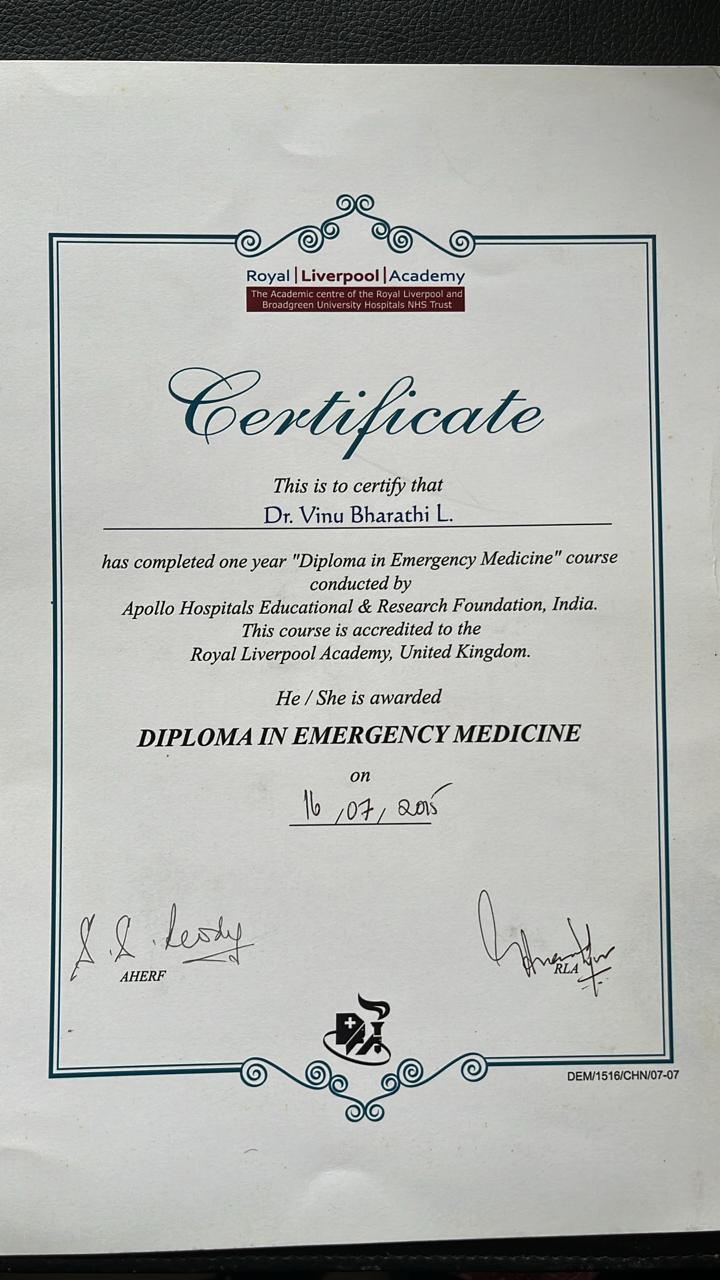 Royal|Liverpool|Academy
The Academic centre of the Royal Liverpool and
Broadgreen University Hospitals NHS Trust
Certificate
This is to certify that
Dr. Vinu Bharathi L.
has completed one year "Diploma in Emergency Medicine" course
conducted by
Apollo Hospitals Educational & Research Foundation, India.
This course is accredited to the
Royal Liverpool Academy, United Kingdom.
He / She is awarded
DIPLOMA IN EMERGENCY MEDICINE
on
16,07,2015
S. S. Reddy
AHERF
RLA
DEM/1516/CHN/07-07